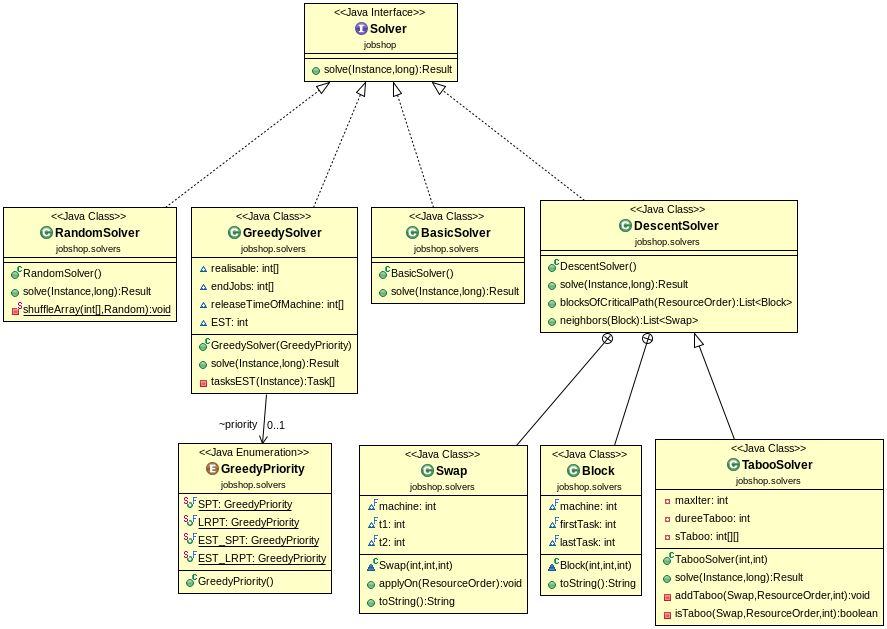 <<Java Interface>>
Solver
jobshop
solve(Instance,long):Result
<<Java Class>>
RandomSolver
jobshop.solvers
RandomSolver()
solve(Instance,long):Result
shuffleArray(int[],Random):void
<<Java Class>>
GreedySolver
jobshop.solvers
realisable: int[]
endJobs: int[]
releaseTimeOfMachine: int[]
EST: int
GreedySolver(GreedyPriority)
solve(Instance,long):Result
tasksEST(Instance):Task[]
<<Java Class>>
BasicSolver
jobshop.solvers
BasicSolver()
solve(Instance,long):Result
<<Java Class>>
DescentSolver
jobshop.solvers
DescentSolver()
solve(Instance,long):Result
blocksOfCriticalPath(ResourceOrder):List<Block>
neighbors(Block):List<Swap>
~priority 0..1
<<Java Enumeration>>
GreedyPriority
jobshop.solvers
SPT: GreedyPriority
LRPT: GreedyPriority
EST_SPT: GreedyPriority
EST_LRPT: GreedyPriority
GreedyPriority()
<<Java Class>>
Swap
jobshop.solvers
machine: int
t1: int
t2: int
Swap(int,int,int)
applyOn(ResourceOrder):void
toString():String
<<Java Class>>
Block
jobshop.solvers
machine: int
firstTask: int
lastTask: int
Block(int,int,int)
toString():String
<<Java Class>>
TabooSolver
jobshop.solvers
maxIter: int
dureeTaboo: int
sTaboo: int[][]
TabooSolver(int,int)
solve(Instance,long):Result
addTaboo(Swap,ResourceOrder,int):void
isTaboo(Swap,ResourceOrder,int):boolean